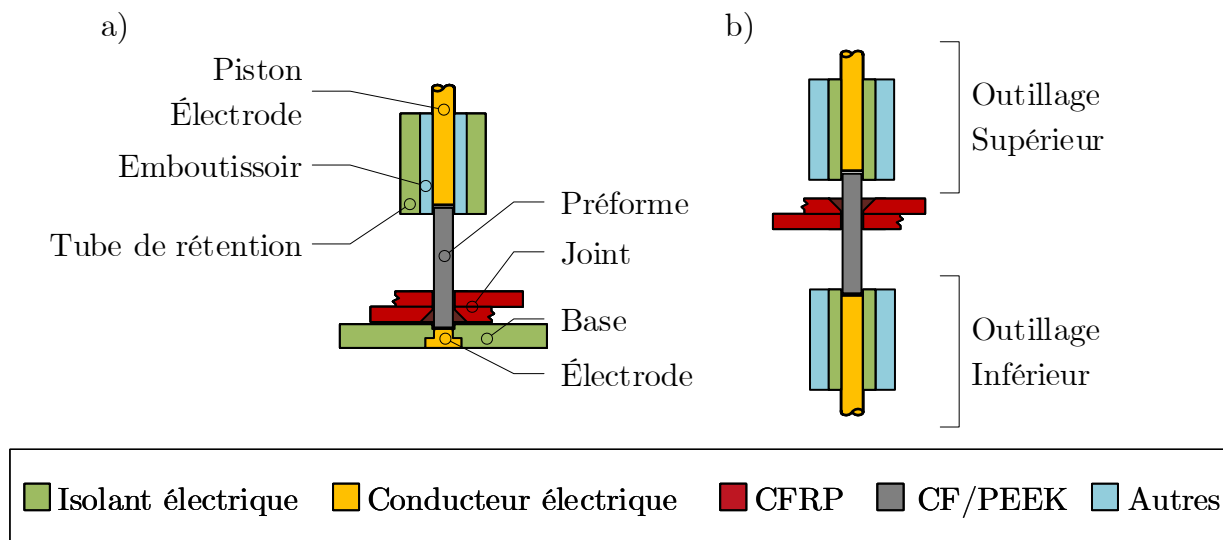 a)
Piston
Électrode
Emboutissoir
Tube de rétention
Préforme
Joint
Base
Électrode
b)
Outillage
Supérieur
Outillage
Inférieur
Isolant électrique
Conducteur électrique
CFRP
CF/PEEK
Autres